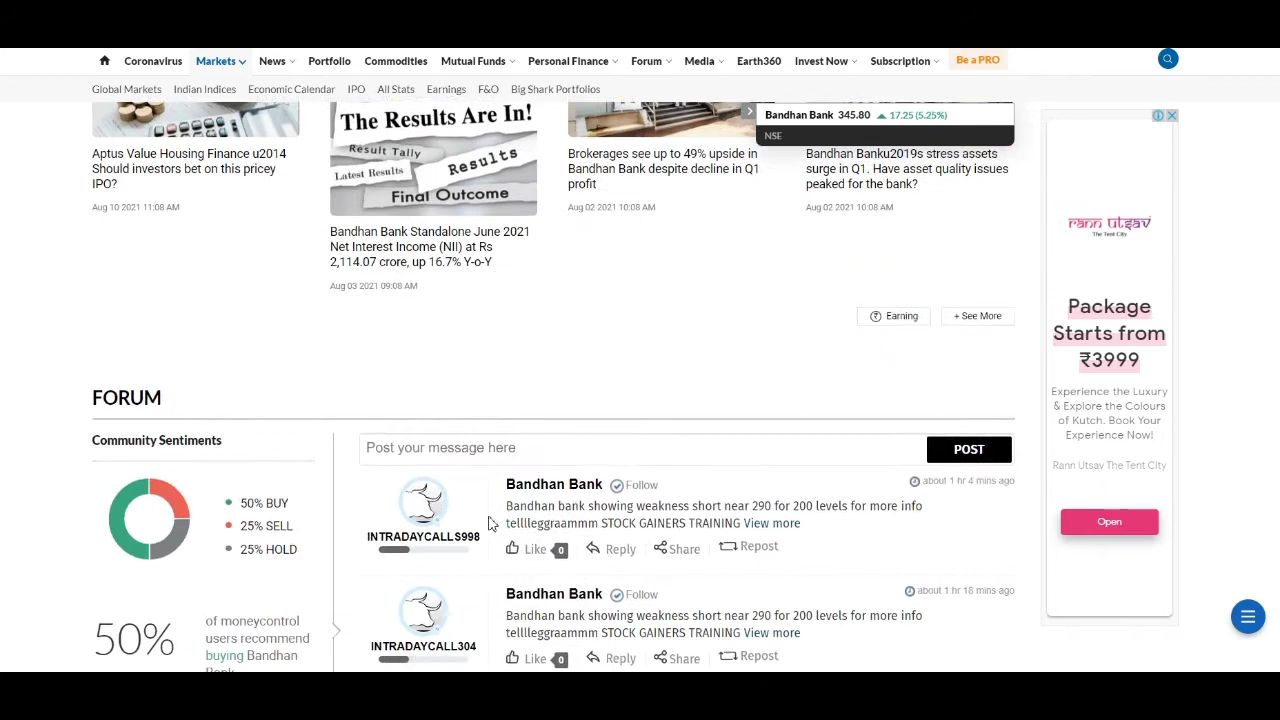 Coronavirus Markets News Portfolio Commodities Mutual Funds Personal Finance Forum Media Earth360 Invest Now Subscription Be a PRO
Global Markets Indian Indices Economic Calendar IPO All Stats Earnings F&O Big Shark Portfolios
Bandhan Bank 345.80 17.25 (5.25%)
NSE
Aptus Value Housing Finance u2014
Should investors bet on this pricey
IPO?
Aug 10 2021 11:08 AM
The Results Are In!
Result Tally
Latest Results
Results
Final Outcome
Bandhan Bank Standalone June 2021
Net Interest Income (NII) at Rs
2,114.07 crore, up 16.7% Y-o-Y
Aug 03 2021 09:08 AM
Brokerages see up to 49% upside in
Bandhan Bank despite decline in Q1
profit
Aug 02 2021 10:08 AM
Bandhan Banku2019s stress assets
surge in Q1. Have asset quality issues
peaked for the bank?
Aug 02 2021 10:08 AM
Earning + See More
FORUM
Community Sentiments
50% BUY
25% SELL
25% HOLD
50%
of moneycontrol
users recommend
buying Bandhan
Post your message here POST
Bandhan Bank Follow about 1 hr 4 mins ago
Bandhan bank showing weakness short near 290 for 200 levels for more info
tellllleggraammm STOCK GAINERS TRAINING View more
INTRADAYCALLS998
Like 0 Reply Share Repost
Bandhan Bank Follow about 1 hr 18 mins ago
Bandhan bank showing weakness short near 290 for 200 levels for more info
tellllleggraammm STOCK GAINERS TRAINING View more
INTRADAYCALL304
Like 0 Reply Share Repost
rann utsav
The Tent City
Package
Starts from
₹3999
Experience the Luxury
& Explore the Colours
of Kutch. Book Your
Experience Now!
Rann Utsav The Tent City
Open